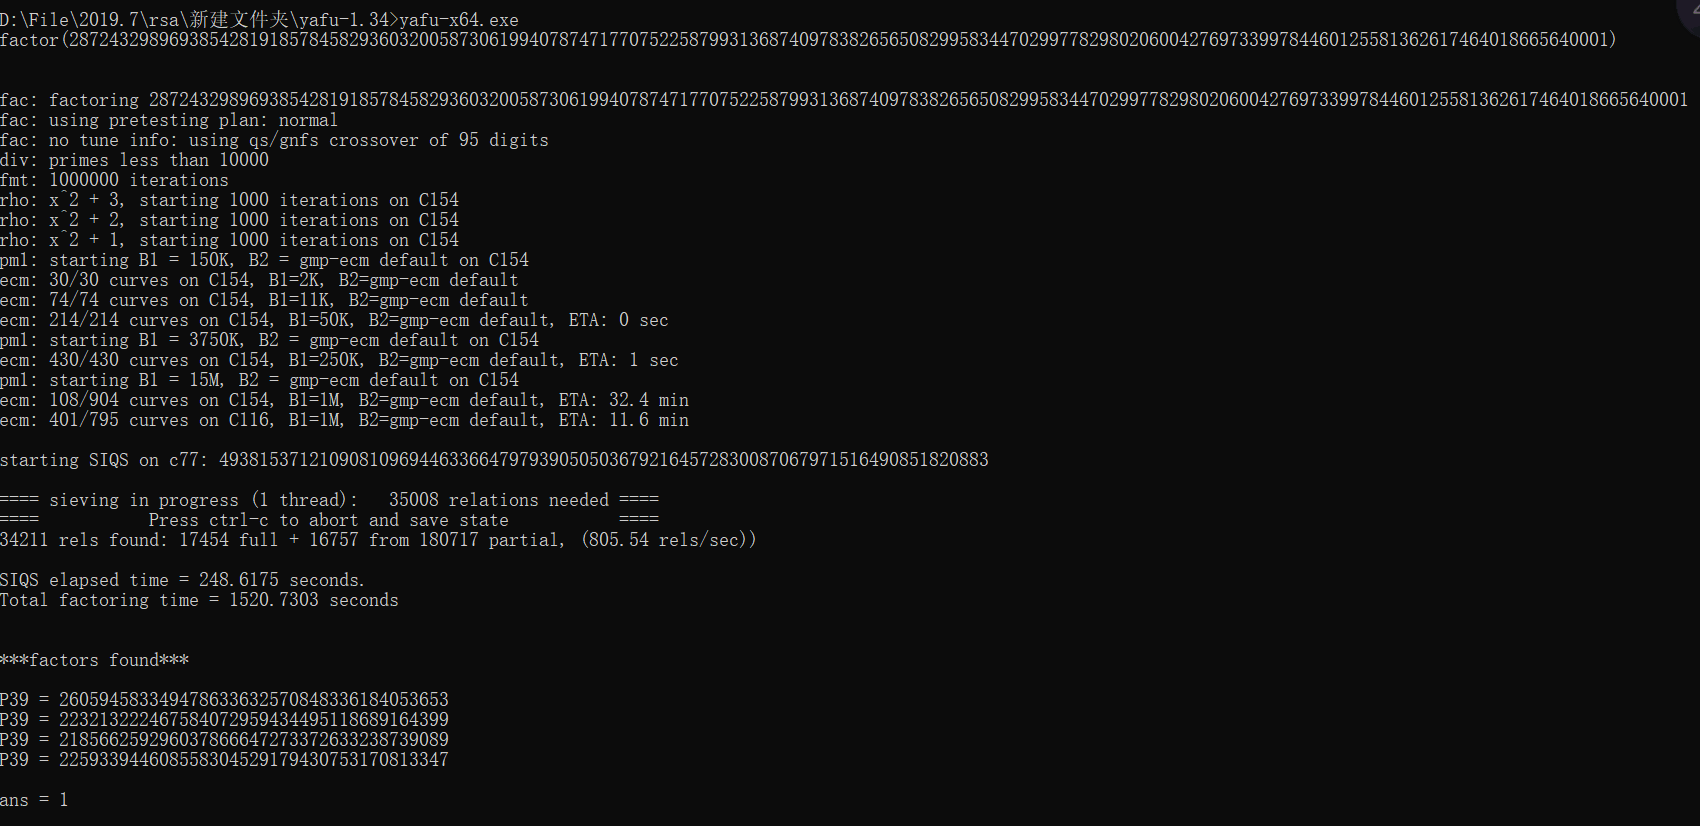 D:\File\2019.7\rsa\新建文件夹\yafu-1.34>yafu-x64.exe
factor(2872432989693854281918578458293603200587306199407874717707522587993136874097838265650829958344702997782980206004276973399784460125581362617464018665640001)
fac: factoring 2872432989693854281918578458293603200587306199407874717707522587993136874097838265650829958344702997782980206004276973399784460125581362617464018665640001
fac: using pretesting plan: normal
fac: no tune info: using qs/gnfs crossover of 95 digits
div: primes less than 10000
fmt: 1000000 iterations
rho: x^2 + 3, starting 1000 iterations on C154
rho: x^2 + 2, starting 1000 iterations on C154
rho: x^2 + 1, starting 1000 iterations on C154
pm1: starting B1 = 150K, B2 = gmp-ecm default on C154
ecm: 30/30 curves on C154, B1=2K, B2=gmp-ecm default
ecm: 74/74 curves on C154, B1=11K, B2=gmp-ecm default
ecm: 214/214 curves on C154, B1=50K, B2=gmp-ecm default, ETA: 0 sec
pm1: starting B1 = 3750K, B2 = gmp-ecm default on C154
ecm: 430/430 curves on C154, B1=250K, B2=gmp-ecm default, ETA: 1 sec
pm1: starting B1 = 15M, B2 = gmp-ecm default on C154
ecm: 108/904 curves on C154, B1=1M, B2=gmp-ecm default, ETA: 32.4 min
ecm: 401/795 curves on C116, B1=1M, B2=gmp-ecm default, ETA: 11.6 min
starting SIQS on c77: 49381537121090810969446336647979390505036792164572830087067971516490851820883
==== sieving in progress (1 thread):   35008 relations needed ====
====           Press ctrl-c to abort and save state           ====
34211 rels found: 17454 full + 16757 from 180717 partial, (805.54 rels/sec))
SIQS elapsed time = 248.6175 seconds.
Total factoring time = 1520.7303 seconds
***factors found***
P39 = 260594583349478633632570848336184053653
P39 = 223213222467584072959434495118689164399
P39 = 218566259296037866647273372633238739089
P39 = 225933944608558304529179430753170813347
ans = 1